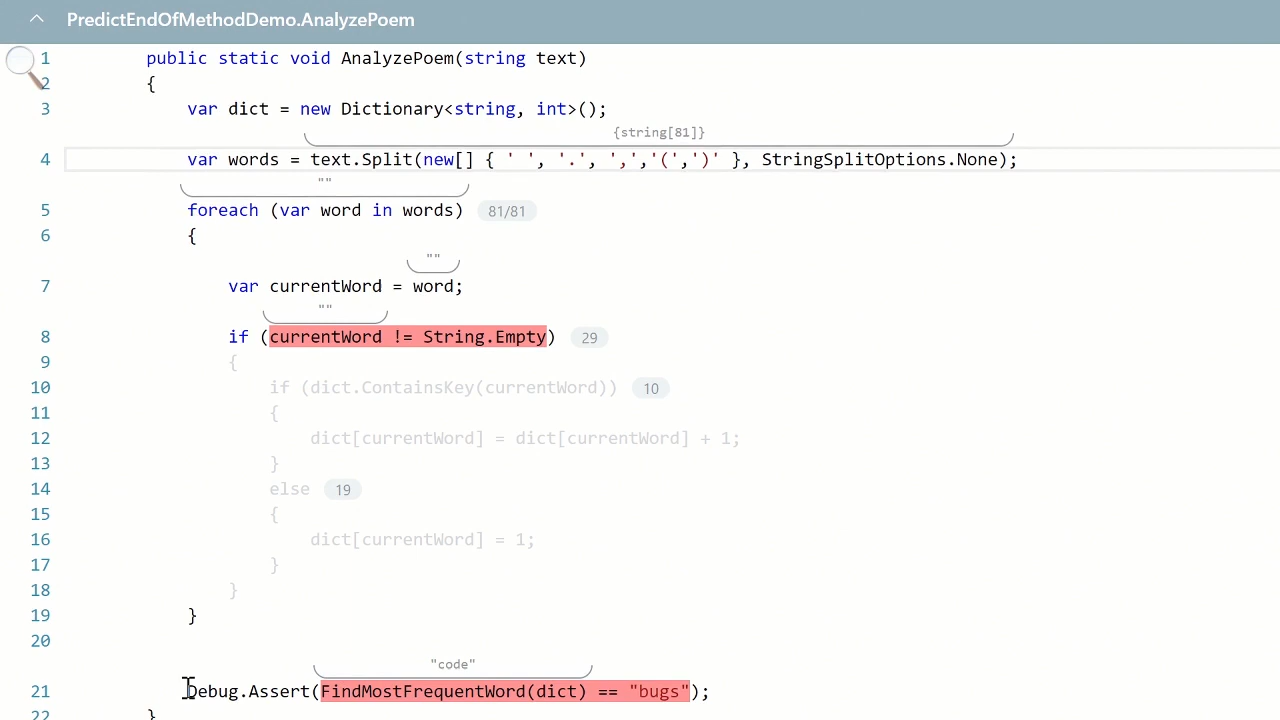 PredictEndOfMethodDemo.AnalyzePoem
1 public static void AnalyzePoem(string text)
2 {
3 var dict = new Dictionary<string, int>();
{string[81]}
4 var words = text.Split(new[] { ' ', '.', ',','(',')' }, StringSplitOptions.None);
""
5 foreach (var word in words) 81/81
6 {
""
7 var currentWord = word;
""
8 if (currentWord != String.Empty) 29
9 {
10 if (dict.ContainsKey(currentWord)) 10
11 {
12 dict[currentWord] = dict[currentWord] + 1;
13 }
14 else 19
15 {
16 dict[currentWord] = 1;
17 }
18 }
19 }
20
"code"
21 Debug.Assert(FindMostFrequentWord(dict) == "bugs");
22 }